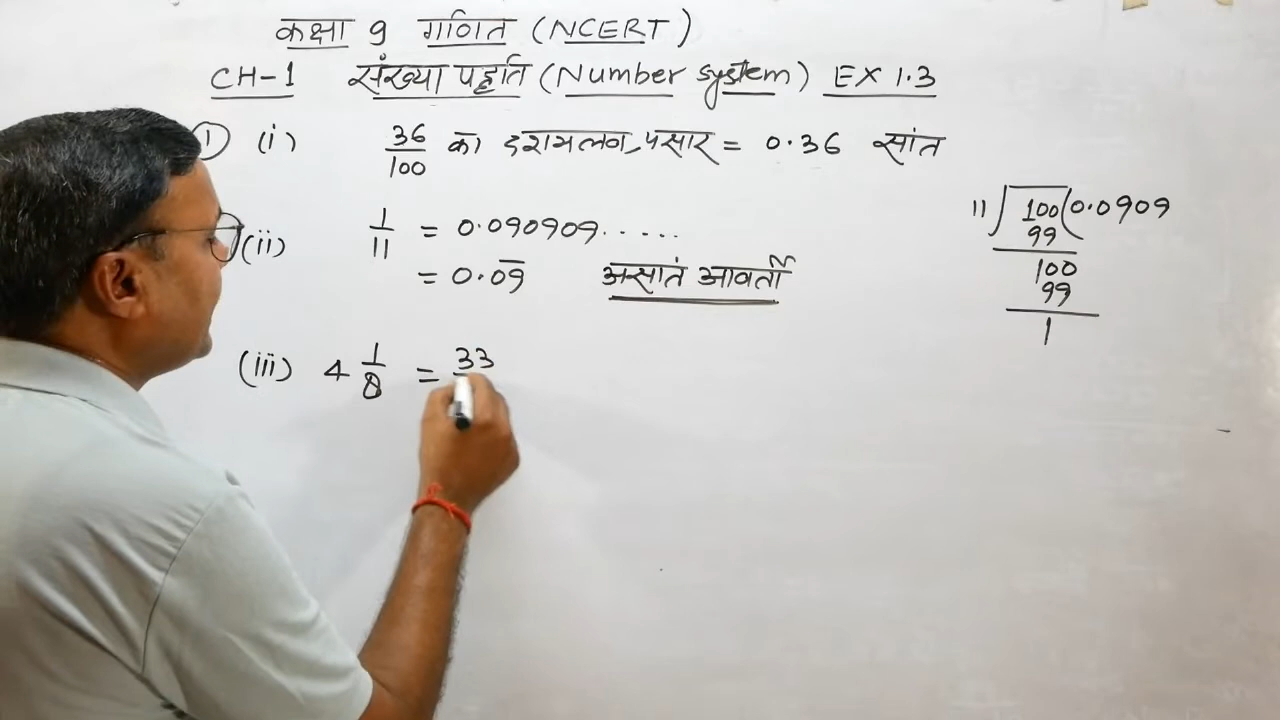 कक्षा 9 गणित (NCERT)
CH-1 संख्या पद्धति (Number system) EX 1.3
① (i) 36/100 का दशमलव प्रसार = 0.36 सांत
(ii) 1/11 = 0.090909.....
= 0.0̅9̅ असांत आवर्ती
(iii) 4 1/8 = 33
11 ) 100 ( 0.0909
99
100
99
1